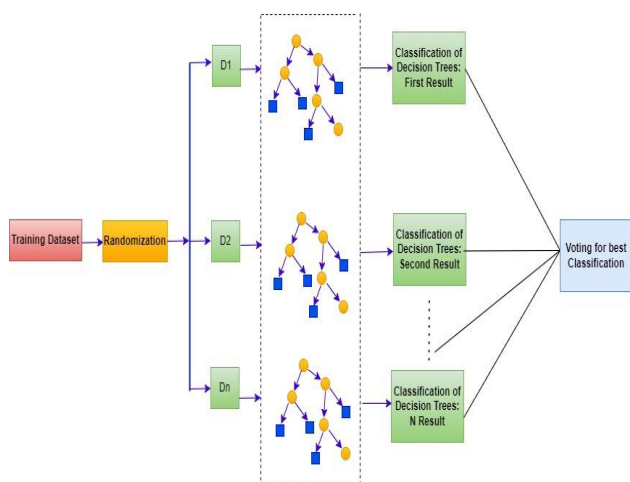 Training Dataset
Randomization
D1
D2
Dn
Classification of
Decision Trees:
First Result
Classification of
Decision Trees:
Second Result
Classification of
Decision Trees:
N Result
Voting for best
Classification